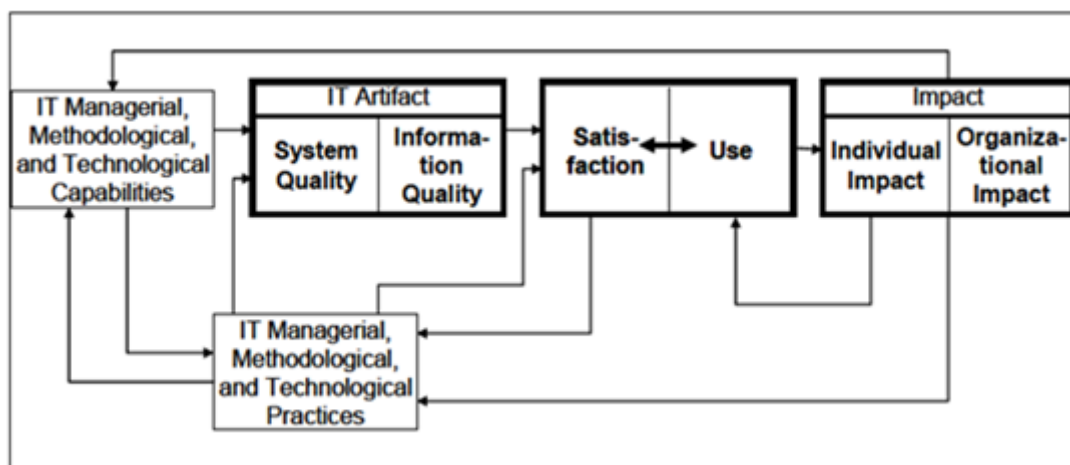 IT Managerial,
Methodological,
and Technological
Capabilities
IT Artifact
System
Quality
Informa-
tion
Quality
Satis-
faction
Use
Impact
Individual
Impact
Organiza-
tional
Impact
IT Managerial,
Methodological,
and Technological
Practices